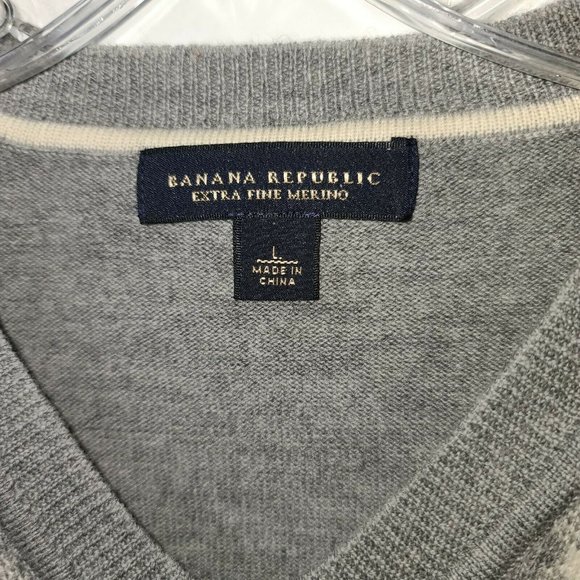 BANANA REPUBLIC
EXTRA FINE MERINO
L
MADE IN
CHINA